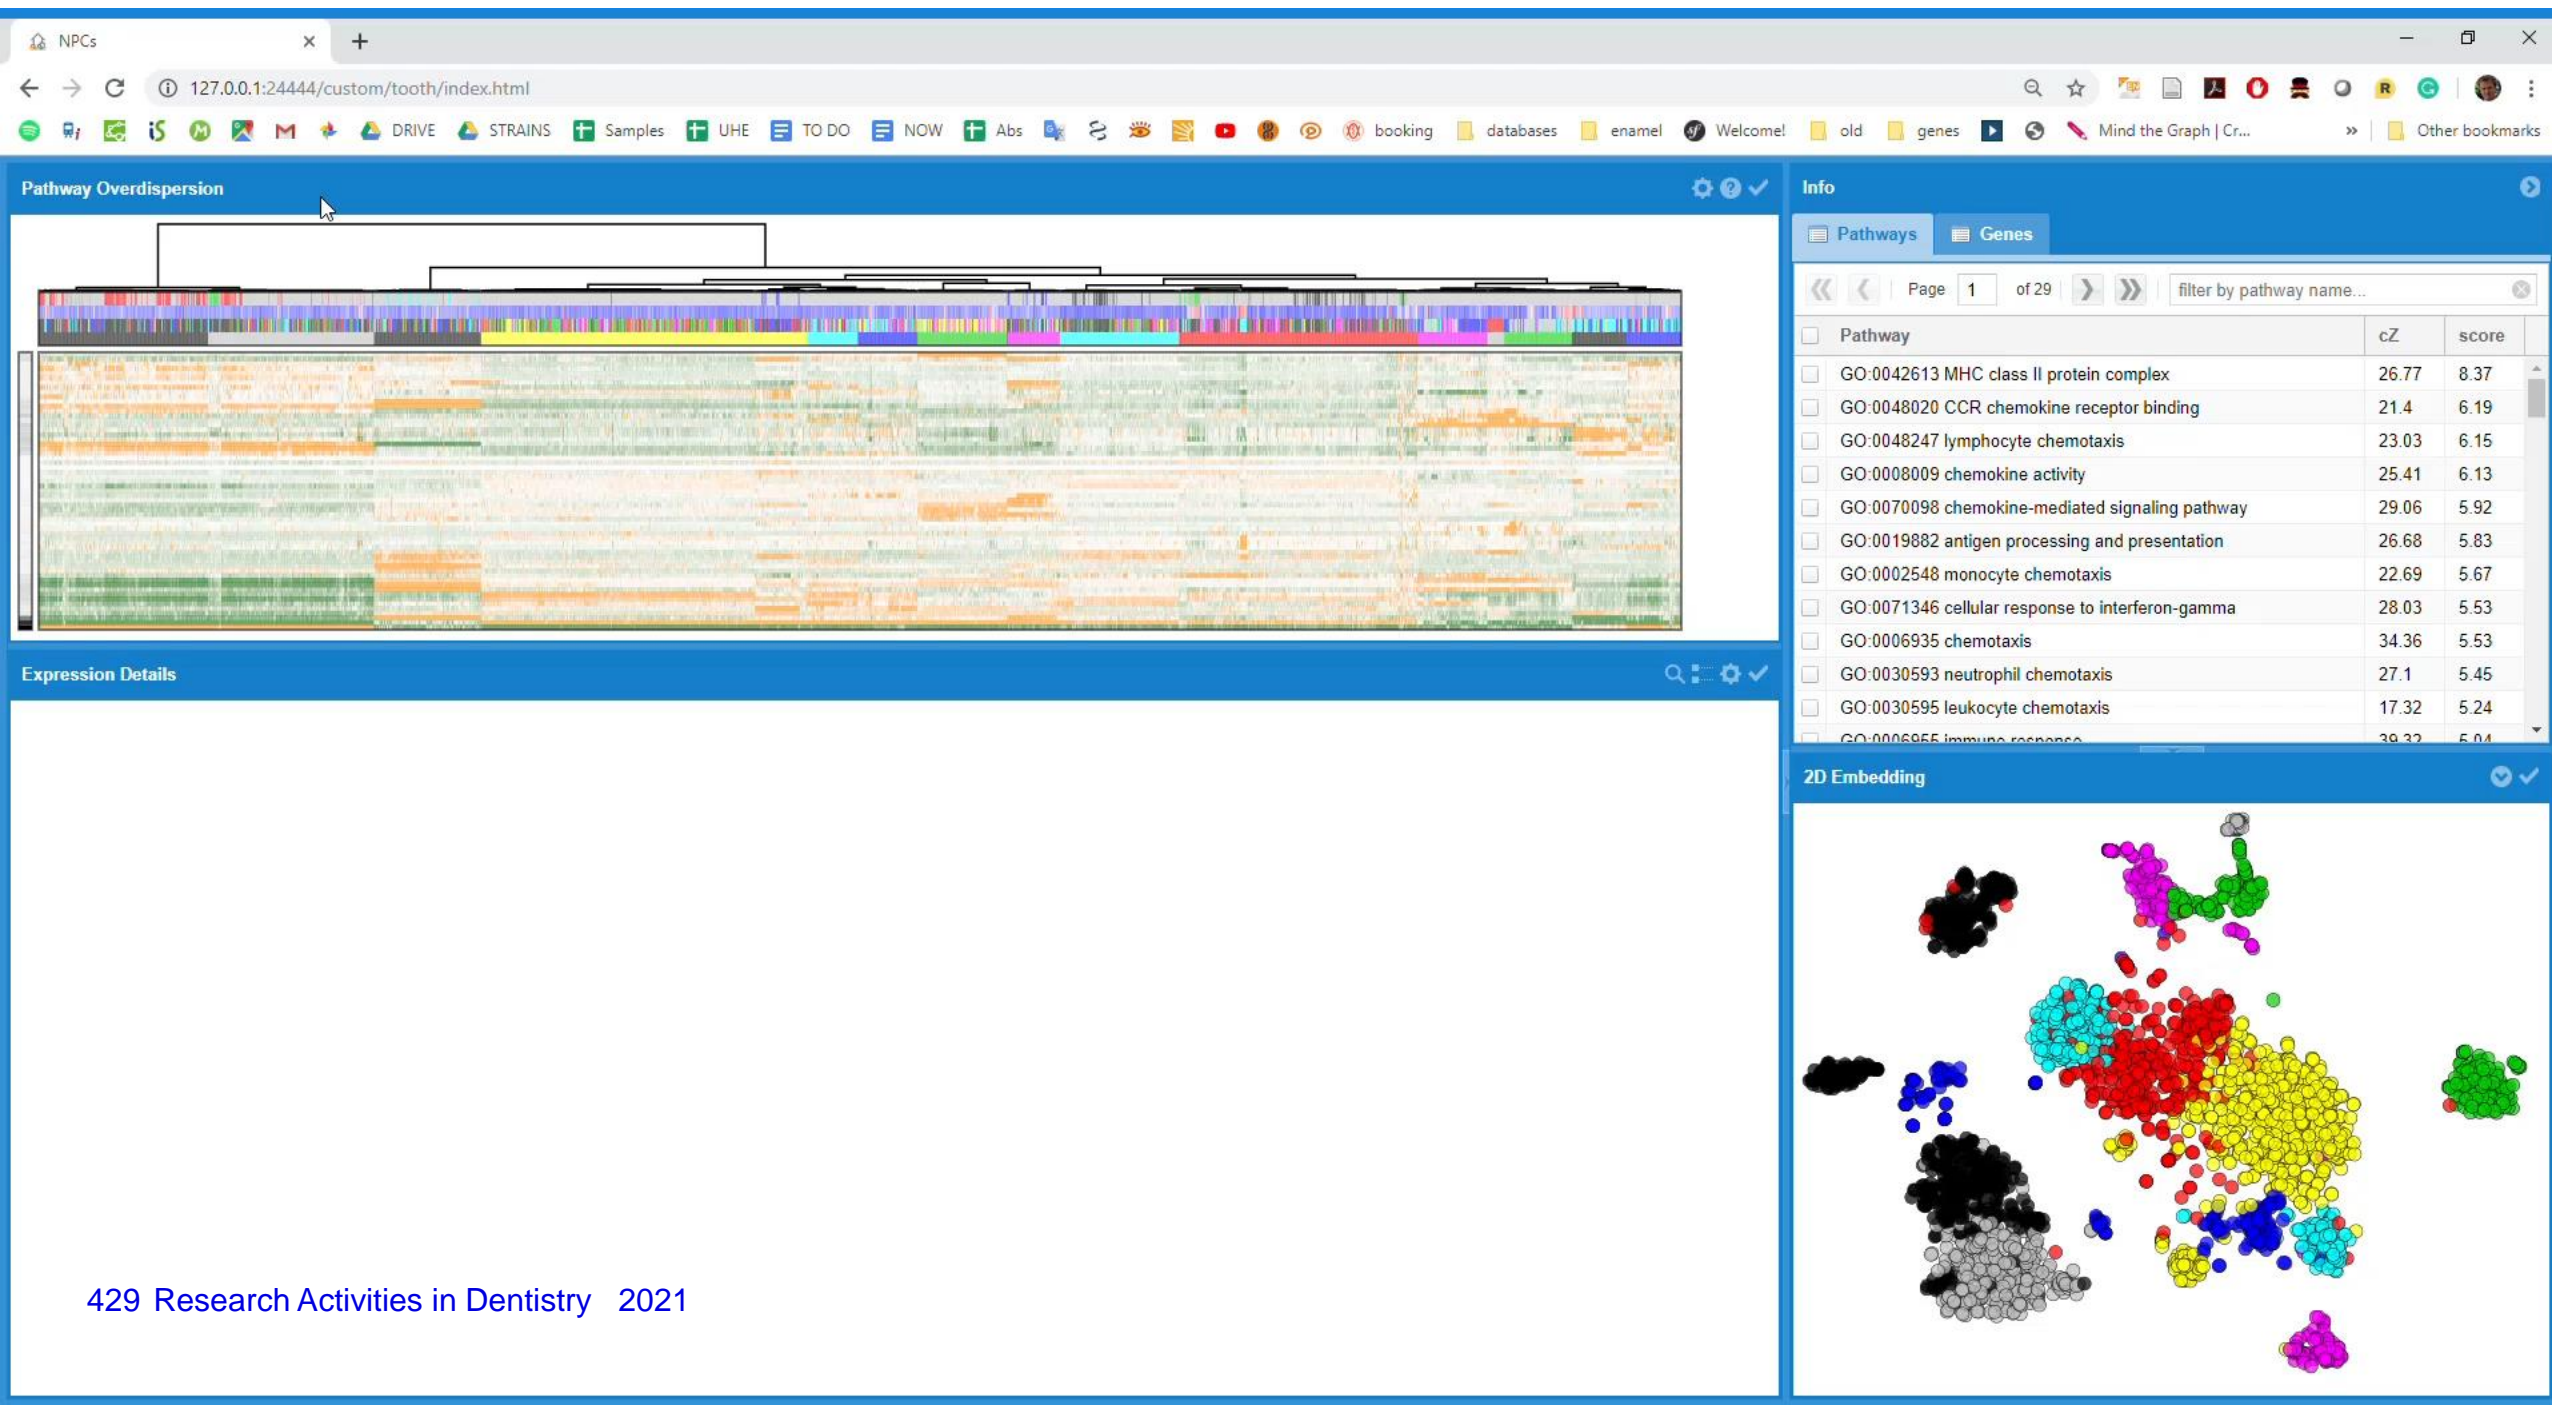 NPCs
127.0.0.1:24444/custom/tooth/index.html
DRIVE STRAINS Samples UHE TO DO NOW Abs booking databases enamel Welcome! old genes Mind the Graph | Cr... » Other bookmarks
Pathway Overdispersion
Info
Pathways Genes
Page 1 of 29 filter by pathway name...
Pathway cZ score
GO:0042613 MHC class II protein complex 26.77 8.37
GO:0048020 CCR chemokine receptor binding 21.4 6.19
GO:0048247 lymphocyte chemotaxis 23.03 6.15
GO:0008009 chemokine activity 25.41 6.13
GO:0070098 chemokine-mediated signaling pathway 29.06 5.92
GO:0019882 antigen processing and presentation 26.68 5.83
GO:0002548 monocyte chemotaxis 22.69 5.67
GO:0071346 cellular response to interferon-gamma 28.03 5.53
GO:0006935 chemotaxis 34.36 5.53
GO:0030593 neutrophil chemotaxis 27.1 5.45
GO:0030595 leukocyte chemotaxis 17.32 5.24
GO:0006955 immune response 39.32 5.04
Expression Details
2D Embedding
429 Research Activities in Dentistry 2021